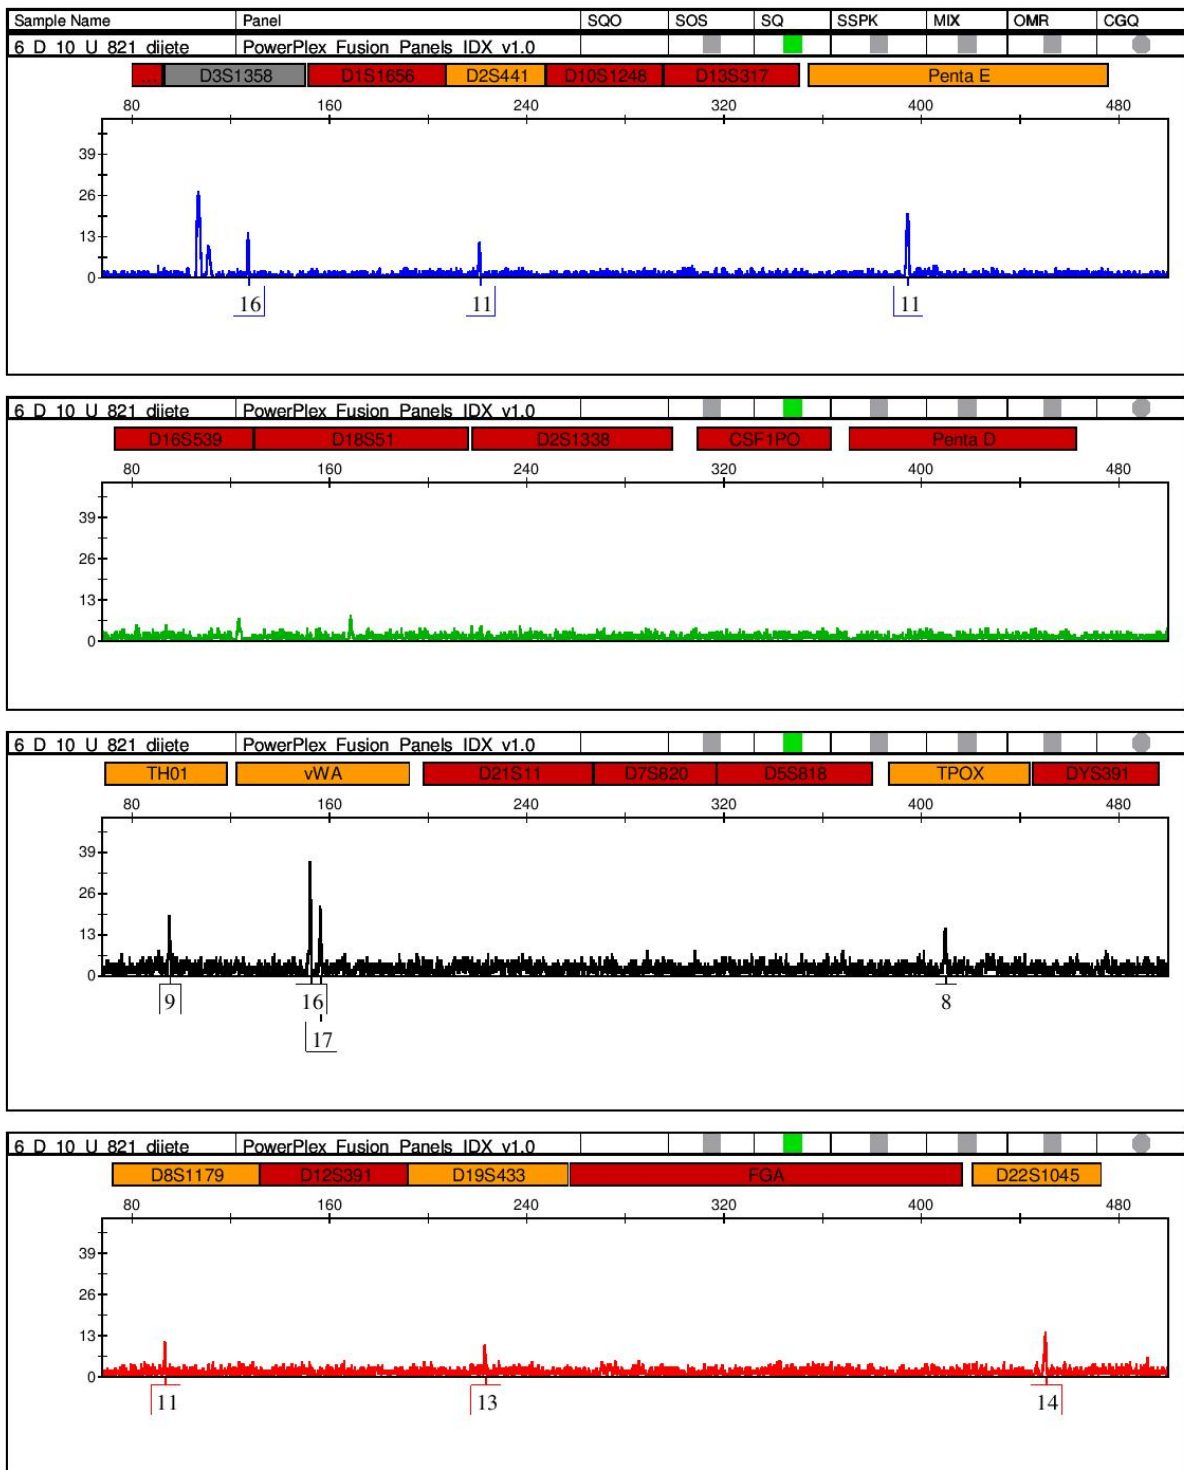 Sample Name Panel SQO SOS SQ SSPK MIX OMR CGQ
6_D_10_U_821_dijete PowerPlex_Fusion_Panels_IDX_v1.0
... D3S1358 D1S1656 D2S441 D10S1248 D13S317 Penta E
80 160 240 320 400 480
39
26
13
0
16 11 11
6_D_10_U_821_dijete PowerPlex_Fusion_Panels_IDX_v1.0
D16S539 D18S51 D2S1338 CSF1PO Penta D
80 160 240 320 400 480
39
26
13
0
6_D_10_U_821_dijete PowerPlex_Fusion_Panels_IDX_v1.0
TH01 vWA D21S11 D7S820 D5S818 TPOX DYS391
80 160 240 320 400 480
39
26
13
0
9 16 8
17
6_D_10_U_821_dijete PowerPlex_Fusion_Panels_IDX_v1.0
D8S1179 D12S391 D19S433 FGA D22S1045
80 160 240 320 400 480
39
26
13
0
11 13 14